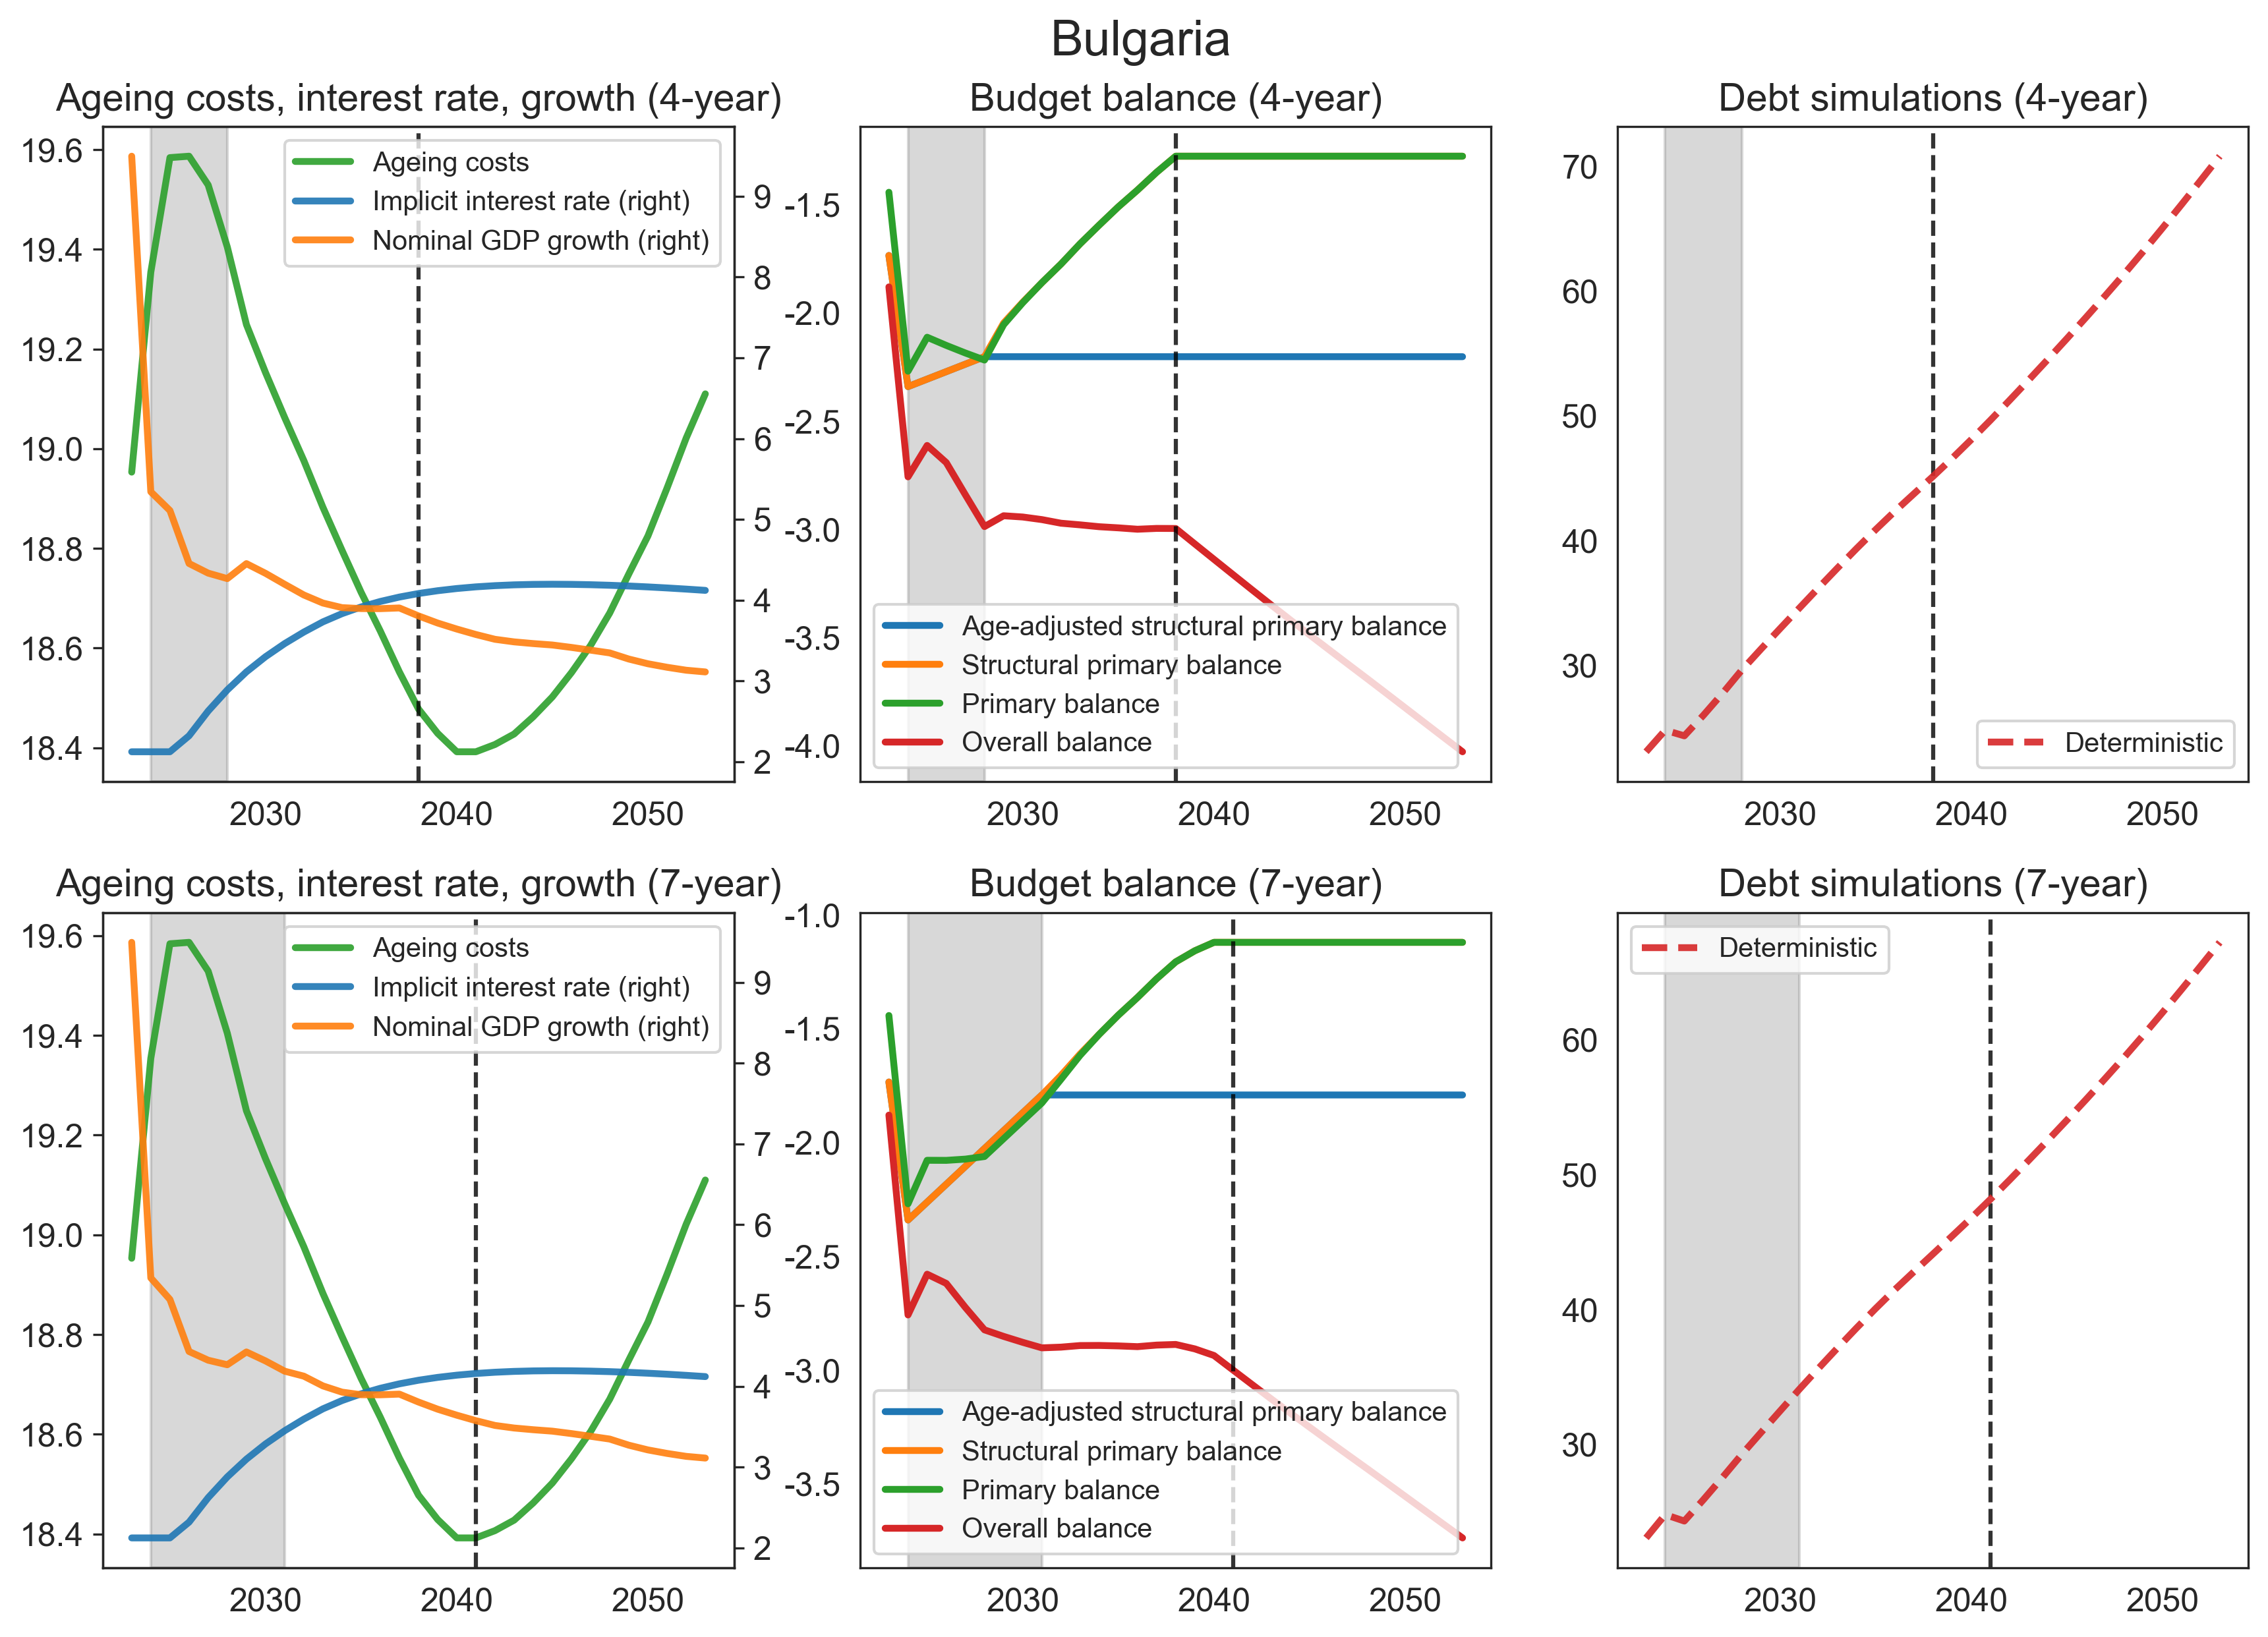 Bulgaria
Ageing costs, interest rate, growth (4-year)
19.6
19.4
19.2
19.0
18.8
18.6
18.4
Ageing costs
Implicit interest rate (right)
Nominal GDP growth (right)
9
8
7
6
5
4
3
2
2030 2040 2050
Budget balance (4-year)
-1.5
-2.0
-2.5
-3.0
-3.5
-4.0
Age-adjusted structural primary balance
Structural primary balance
Primary balance
Overall balance
2030 2040 2050
Debt simulations (4-year)
70
60
50
40
30
Deterministic
2030 2040 2050
Ageing costs, interest rate, growth (7-year)
19.6
19.4
19.2
19.0
18.8
18.6
18.4
Ageing costs
Implicit interest rate (right)
Nominal GDP growth (right)
9
8
7
6
5
4
3
2
2030 2040 2050
Budget balance (7-year)
-1.0
-1.5
-2.0
-2.5
-3.0
-3.5
Age-adjusted structural primary balance
Structural primary balance
Primary balance
Overall balance
2030 2040 2050
Debt simulations (7-year)
Deterministic
60
50
40
30
2030 2040 2050